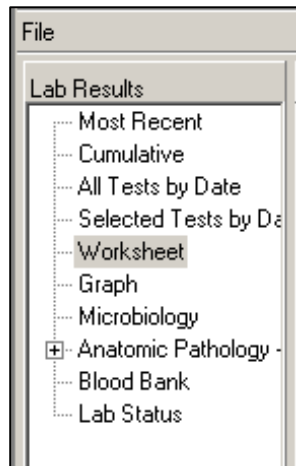 File
Lab Results
Most Recent
Cumulative
All Tests by Date
Selected Tests by Da
Worksheet
Graph
Microbiology
Anatomic Pathology -
Blood Bank
Lab Status